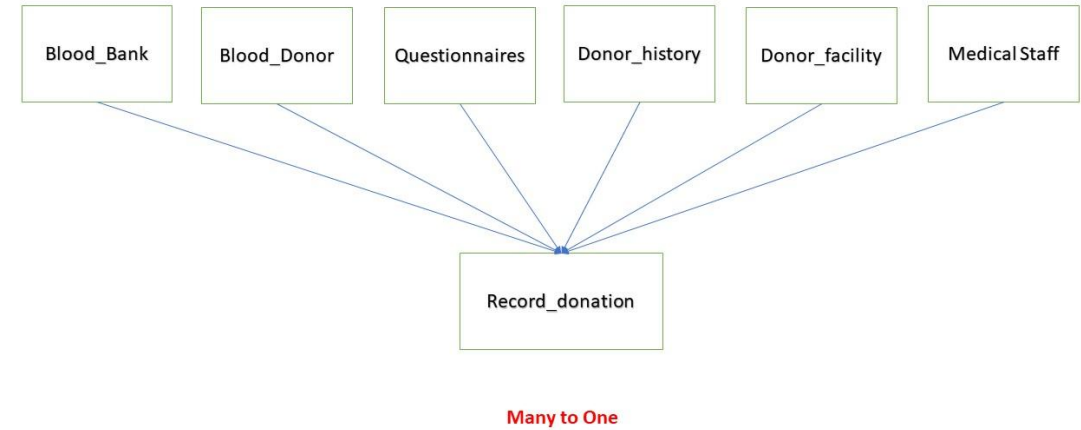 Blood_Bank
Blood_Donor
Questionnaires
Donor_history
Donor_facility
Medical Staff
Record_donation
Many to One